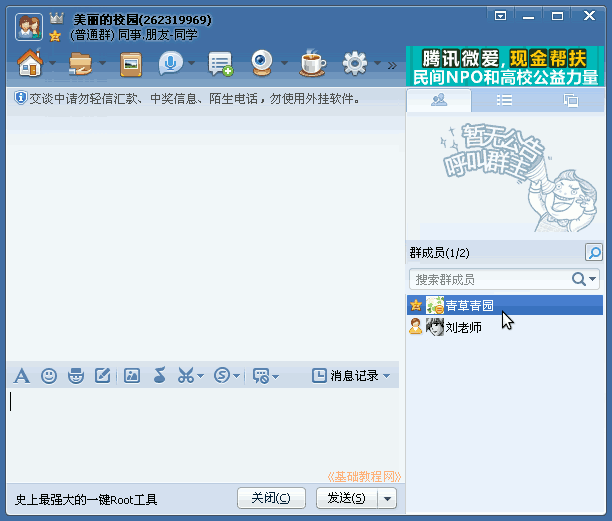 美丽的校园(262319969)
(普通群) 同事.朋友-同学
腾讯微爱,现金帮扶
民间NPO和高校公益力量
交谈中请勿轻信汇款、中奖信息、陌生电话，勿使用外挂软件。
暂无公告
呼叫群主
群成员(1/2)
搜索群成员
青草青园
刘老师
消息记录
《基础教程网》
史上最强大的一键Root工具
关闭(C)
发送(S)